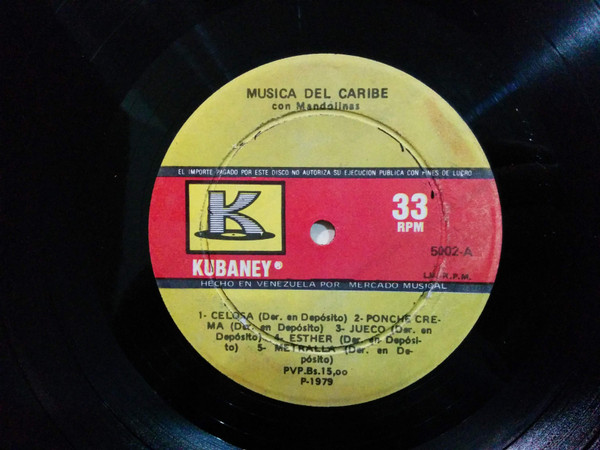 MUSICA DEL CARIBE
con Mandolinas
EL IMPORTE PAGADO POR ESTE DISCO NO AUTORIZA SU EJECUCION PUBLICA CON FINES DE LUCRO
K
33
RPM
5002-A
KUBANEY®
L.W.-R.P.M.
HECHO EN VENEZUELA POR MERCADO MUSICAL
1- CELOSA (Der. en Depósito) 2- PONCHE CRE-
MA (Der. en Depósito) 3- JUECO (Der. en
Depósito) 4- ESTHER (Der. en Depósi-
to) 5- METRALLA (Der. en De-
pósito)
PVP.Bs.15,oo
P-1979